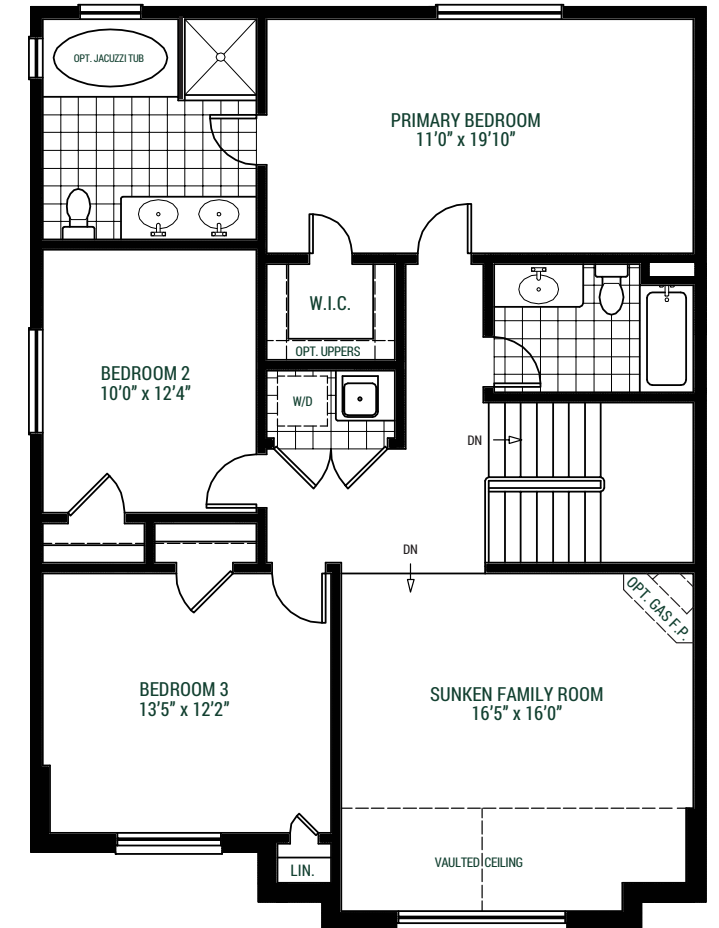 OPT. JACUZZI TUB
PRIMARY BEDROOM
11'0" x 19'10"
W.I.C.
OPT. UPPERS
BEDROOM 2
10'0" x 12'4"
W/D
DN
DN
OPT. GAS F.P.
BEDROOM 3
13'5" x 12'2"
SUNKEN FAMILY ROOM
16'5" x 16'0"
VAULTED CEILING
LIN.